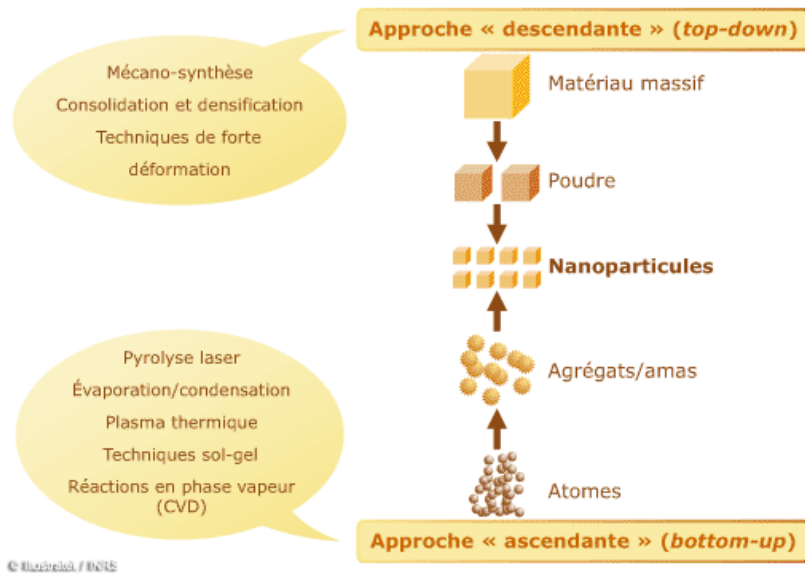 Approche « descendante » (top-down)
Mécano-synthèse
Consolidation et densification
Techniques de forte
déformation
Matériau massif
Poudre
Nanoparticules
Agrégats/amas
Atomes
Pyrolyse laser
Évaporation/condensation
Plasma thermique
Techniques sol-gel
Réactions en phase vapeur
(CVD)
Approche « ascendante » (bottom-up)
© Illustratek / INRS